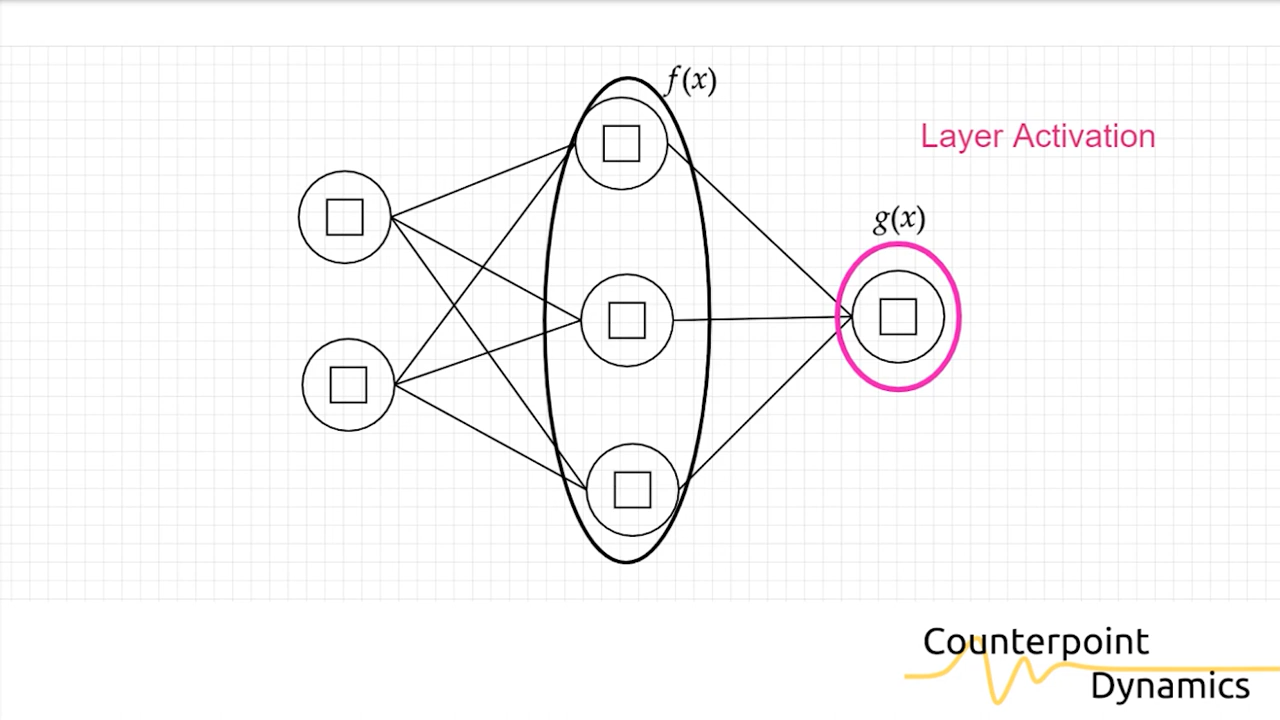 f(x)
Layer Activation
g(x)
Counterpoint
Dynamics